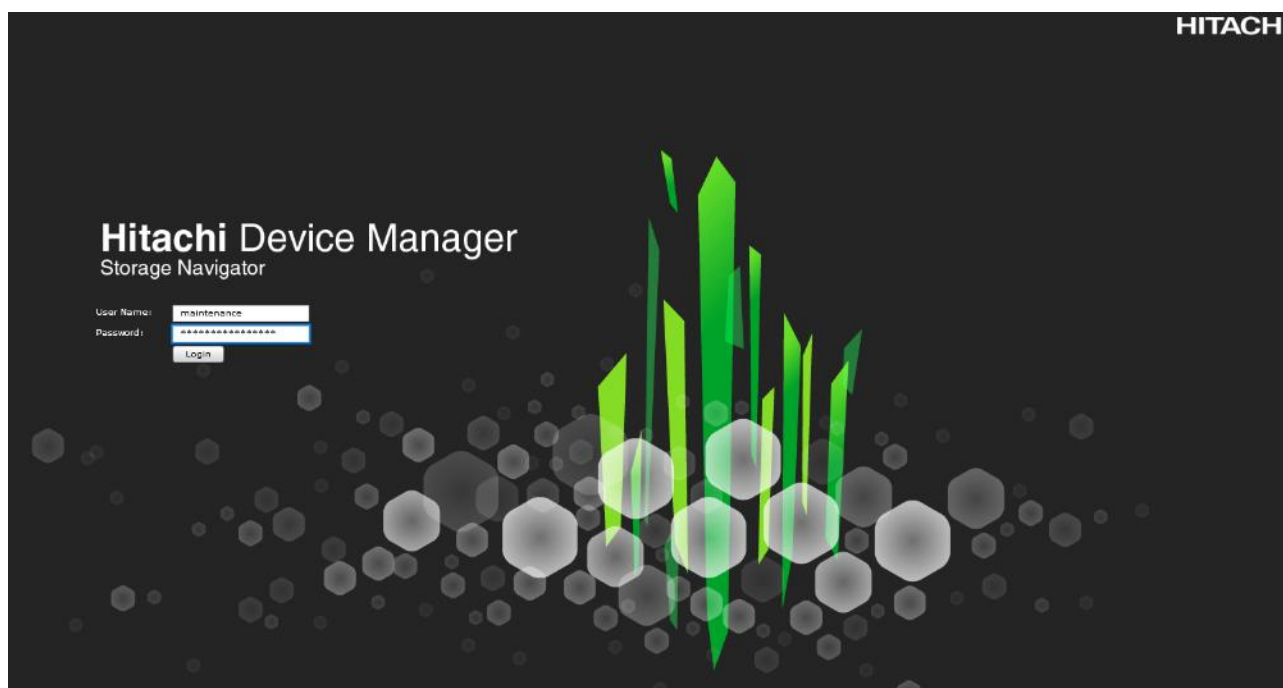 HITACH
Hitachi Device Manager
Storage Navigator
User Name: maintenance
Password: ****************
Login